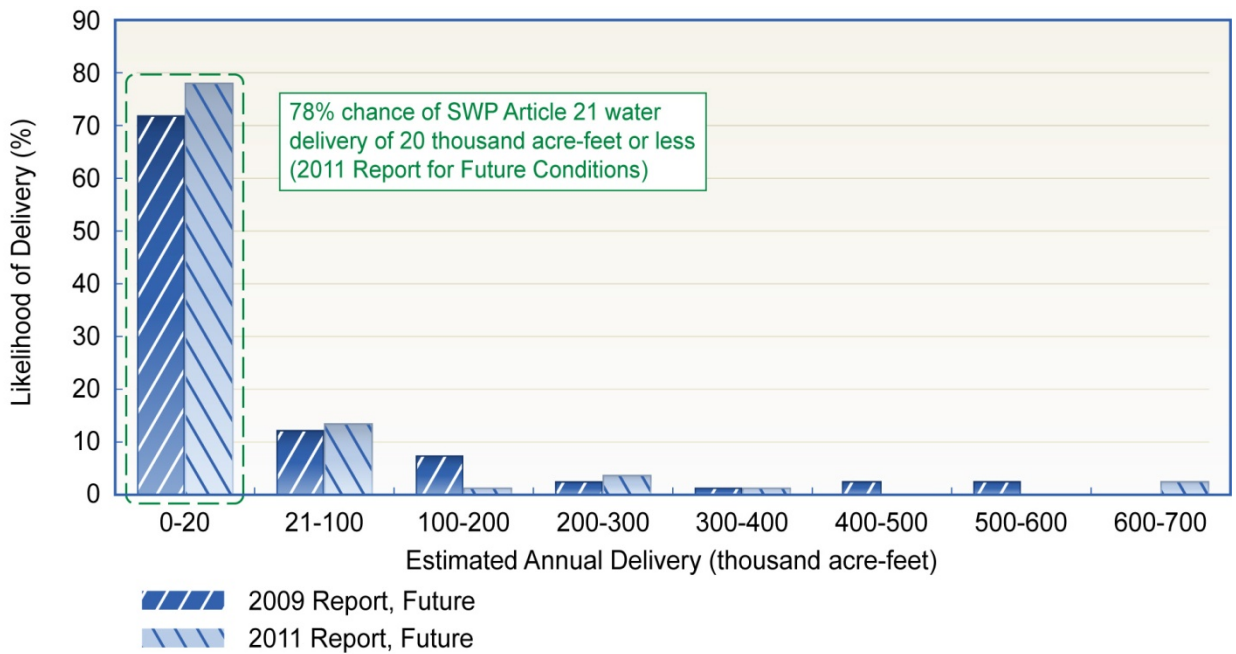 90
80
70
60
50
40
30
20
10
0
Likelihood of Delivery (%)
78% chance of SWP Article 21 water
delivery of 20 thousand acre-feet or less
(2011 Report for Future Conditions)
0-20
21-100
100-200
200-300
300-400
400-500
500-600
600-700
Estimated Annual Delivery (thousand acre-feet)
2009 Report, Future
2011 Report, Future